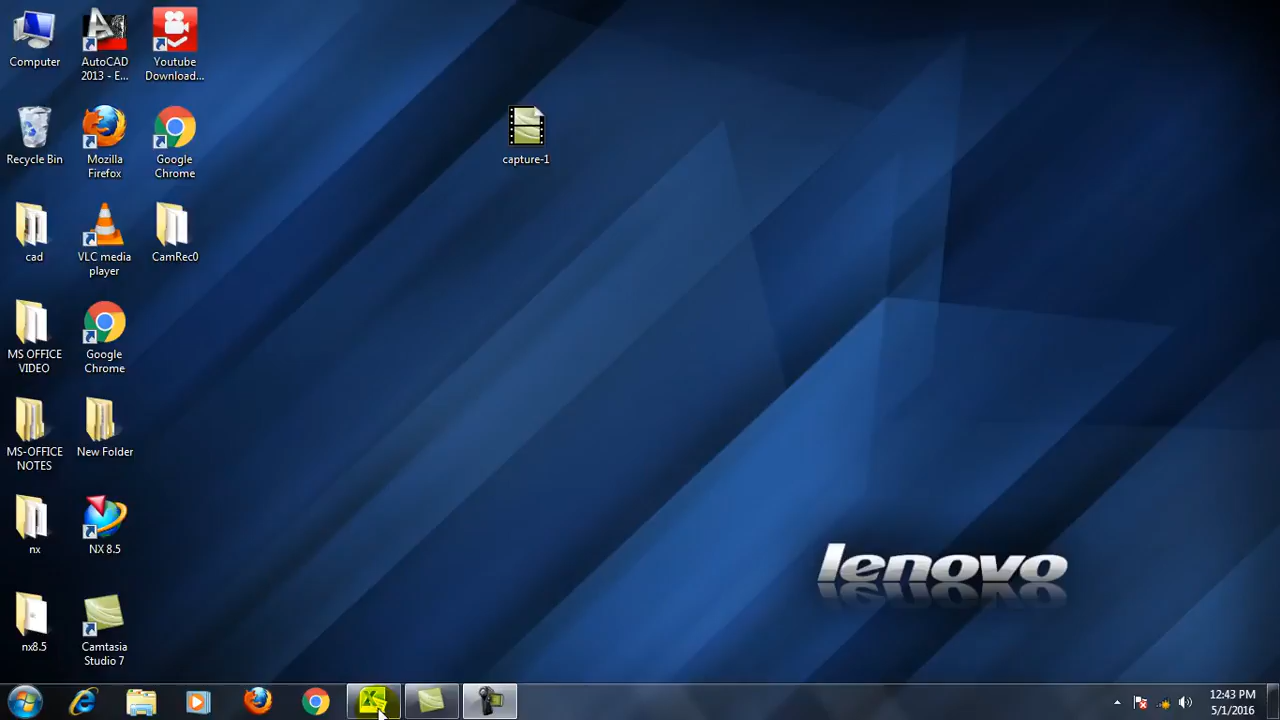 Computer
AutoCAD
2013 - E...
Youtube
Download...
Recycle Bin
Mozilla
Firefox
Google
Chrome
capture-1
cad
VLC media
player
CamRec0
MS OFFICE
VIDEO
Google
Chrome
MS-OFFICE
NOTES
New Folder
nx
NX 8.5
nx8.5
Camtasia
Studio 7
lenovo
12:43 PM
5/1/2016